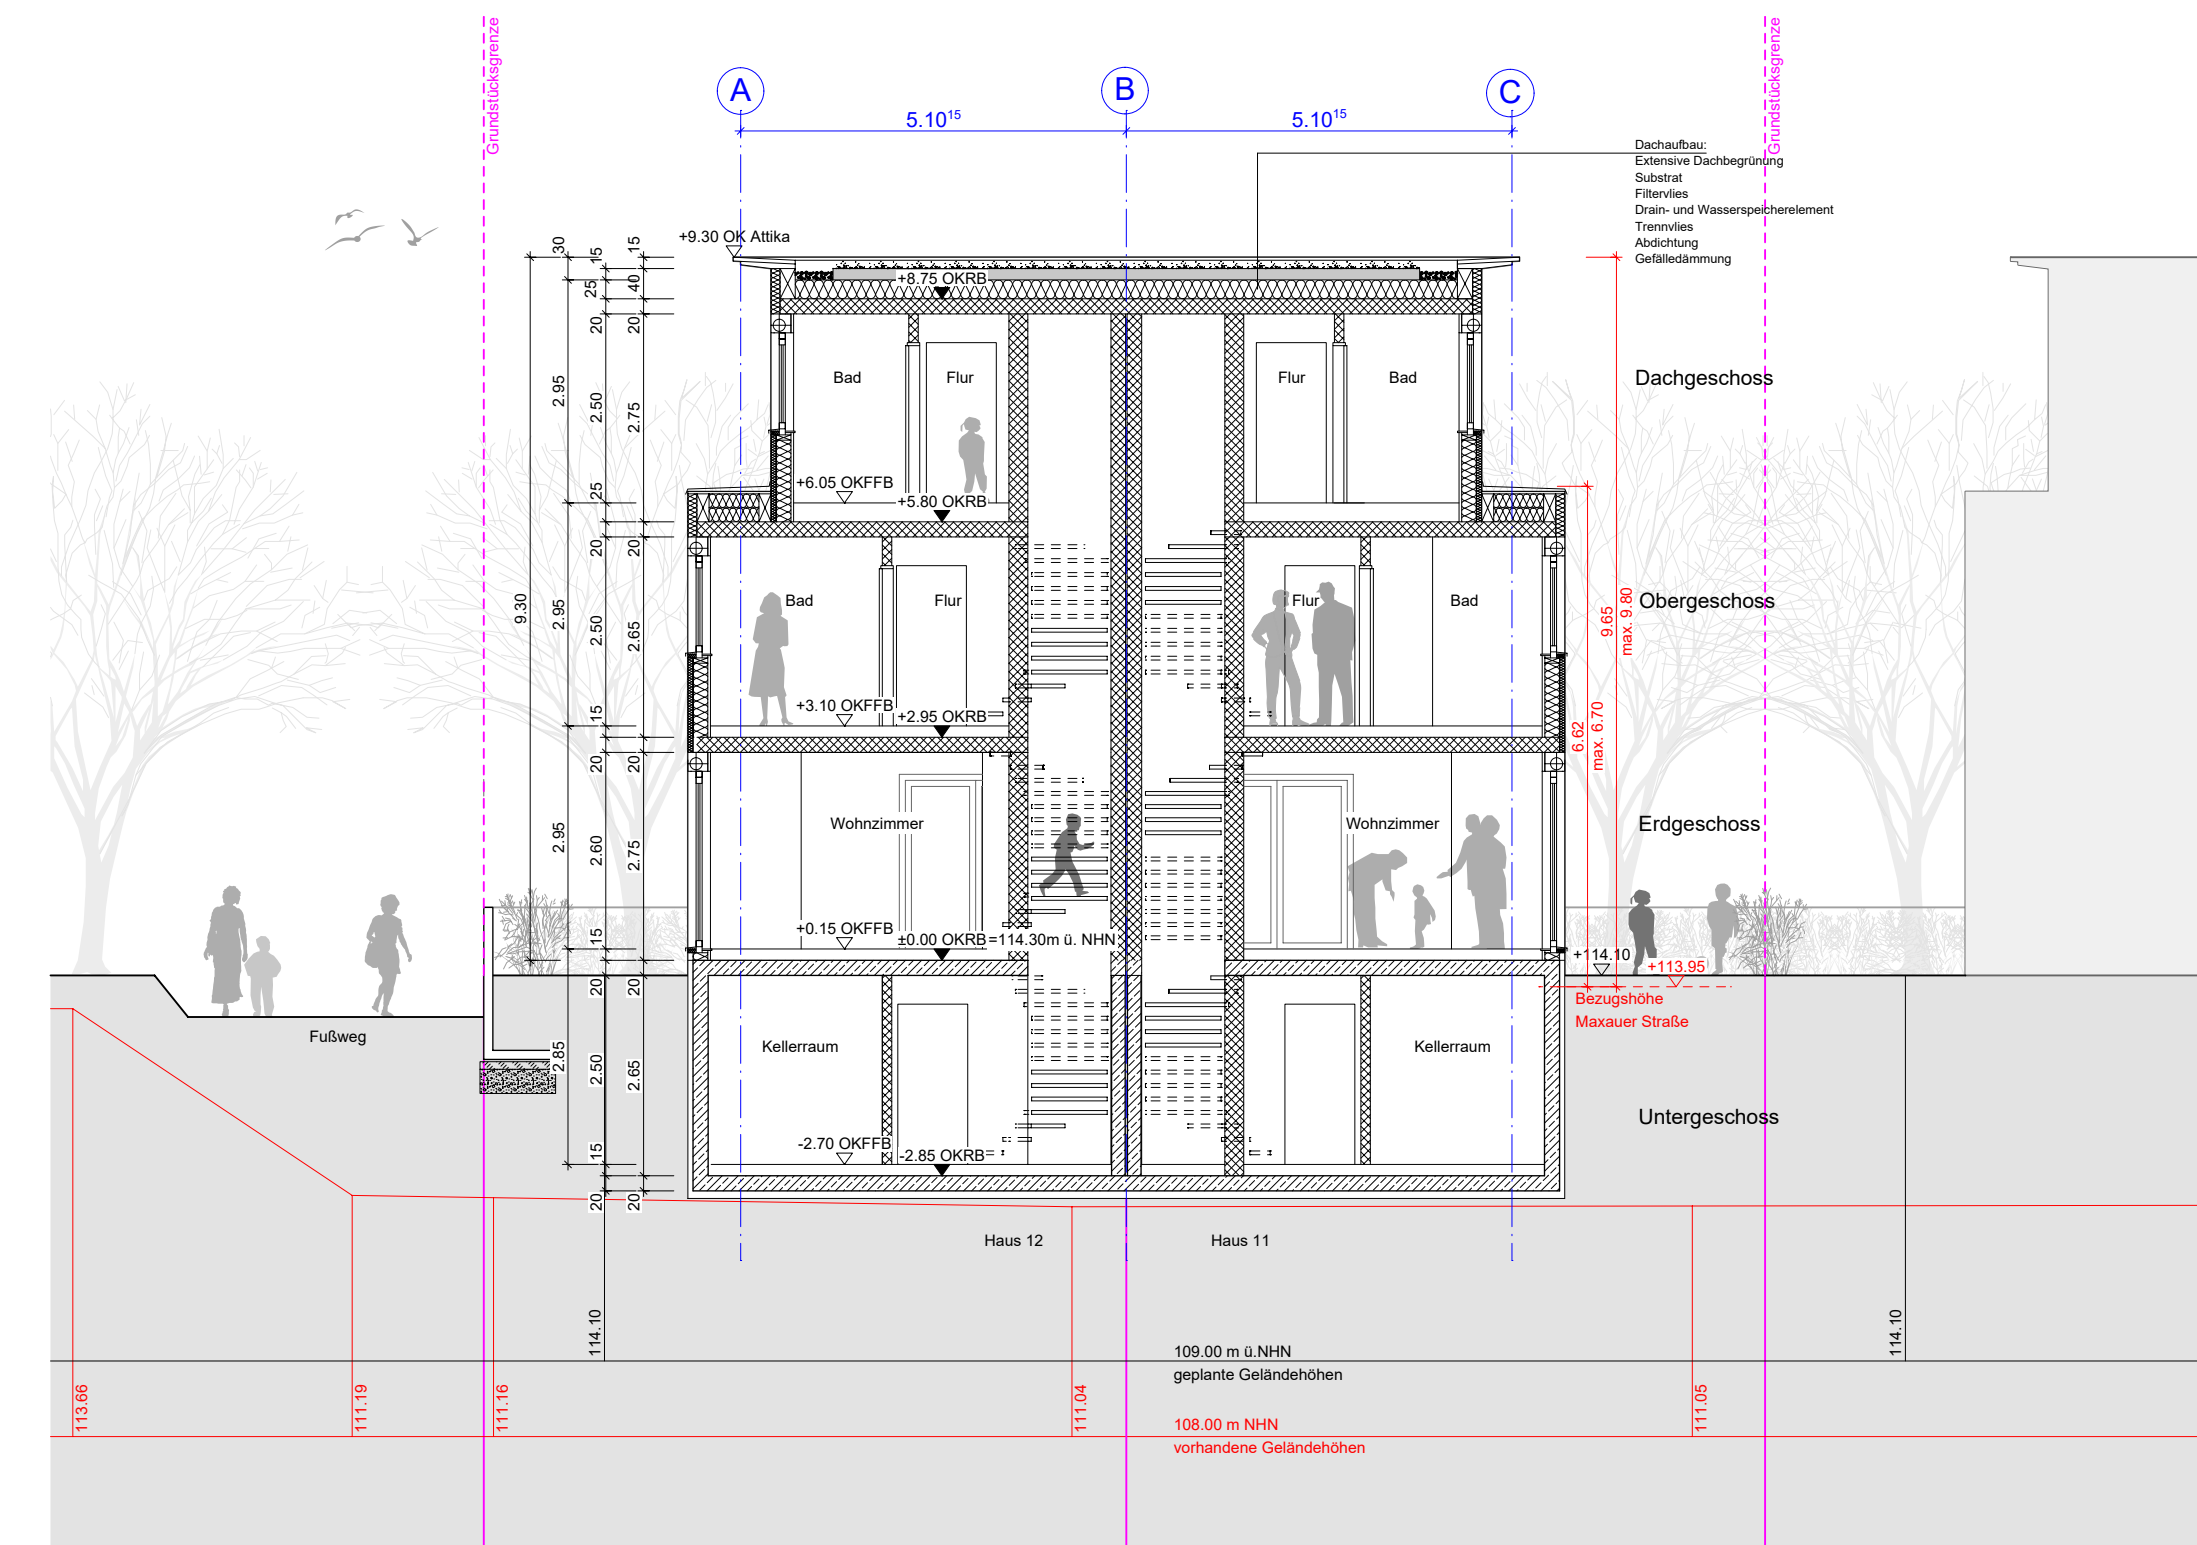 Grundstücksgrenze
Grundstücksgrenze
A
B
C
5.10¹⁵
5.10¹⁵
Dachaufbau:
Extensive Dachbegrünung
Substrat
Filtervlies
Drain- und Wasserspeicherelement
Trennvlies
Abdichtung
Gefälledämmung
+9.30 OK Attika
30
15
15
25
40
+8.75 OKRB
20
20
2.95
2.50
2.75
Bad
Flur
Flur
Bad
Dachgeschoss
+6.05 OKFFB
25
+5.80 OKRB
20
20
9.30
2.95
2.50
2.65
Bad
Flur
Flur
Bad
9.65
max. 9.80
Obergeschoss
+3.10 OKFFB
15
+2.95 OKRB
6.62
max. 6.70
20
20
2.95
2.60
2.75
Wohnzimmer
Wohnzimmer
Erdgeschoss
+0.15 OKFFB
15
±0.00 OKRB=114.30m ü. NHN
+114.10
+113.95
20
20
Bezugshöhe
Maxauer Straße
Fußweg
2.85
2.50
2.65
Kellerraum
Kellerraum
Untergeschoss
-2.70 OKFFB
15
-2.85 OKRB
20
20
Haus 12
Haus 11
114.10
114.10
109.00 m ü.NHN
geplante Geländehöhen
113.66
111.19
111.16
111.04
111.05
108.00 m NHN
vorhandene Geländehöhen